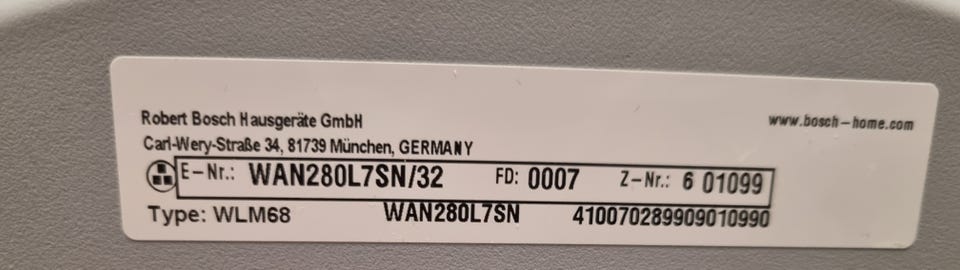 Robert Bosch Hausgeräte GmbH
www.bosch-home.com
Carl-Wery-Straße 34, 81739 München, GERMANY
E-Nr.: WAN280L7SN/32 FD: 0007 Z-Nr.: 6 01099
Type: WLM68 WAN280L7SN 410070289909010990